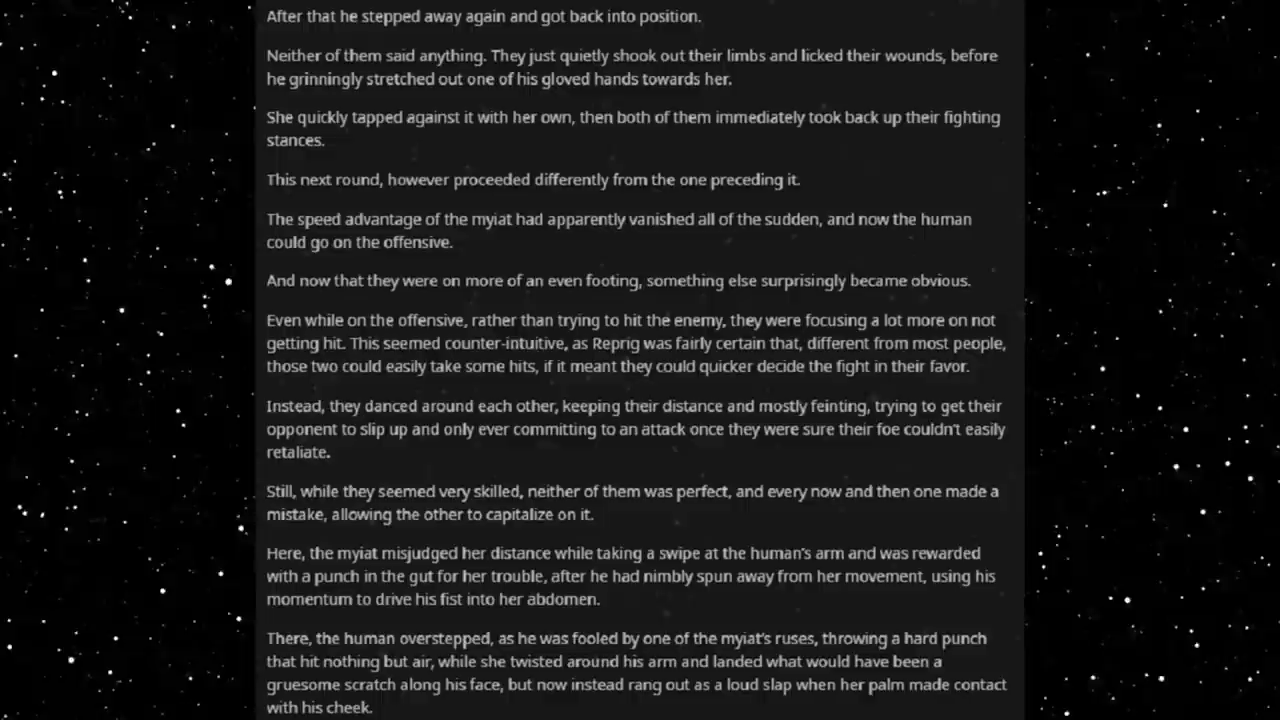 After that he stepped away again and got back into position.
Neither of them said anything. They just quietly shook out their limbs and licked their wounds, before
he grinningly stretched out one of his gloved hands towards her.
She quickly tapped against it with her own, then both of them immediately took back up their fighting
stances.
This next round, however proceeded differently from the one preceding it.
The speed advantage of the myiat had apparently vanished all of the sudden, and now the human
could go on the offensive.
And now that they were on more of an even footing, something else surprisingly became obvious.
Even while on the offensive, rather than trying to hit the enemy, they were focusing a lot more on not
getting hit. This seemed counter-intuitive, as Reprig was fairly certain that, different from most people,
those two could easily take some hits, if it meant they could quicker decide the fight in their favor.
Instead, they danced around each other, keeping their distance and mostly feinting, trying to get their
opponent to slip up and only ever committing to an attack once they were sure their foe couldn't easily
retaliate.
Still, while they seemed very skilled, neither of them was perfect, and every now and then one made a
mistake, allowing the other to capitalize on it.
Here, the myiat misjudged her distance while taking a swipe at the human's arm and was rewarded
with a punch in the gut for her trouble, after he had nimbly spun away from her movement, using his
momentum to drive his fist into her abdomen.
There, the human overstepped, as he was fooled by one of the myiat's ruses, throwing a hard punch
that hit nothing but air, while she twisted around his arm and landed what would have been a
gruesome scratch along his face, but now instead rang out as a loud slap when her palm made contact
with his cheek.